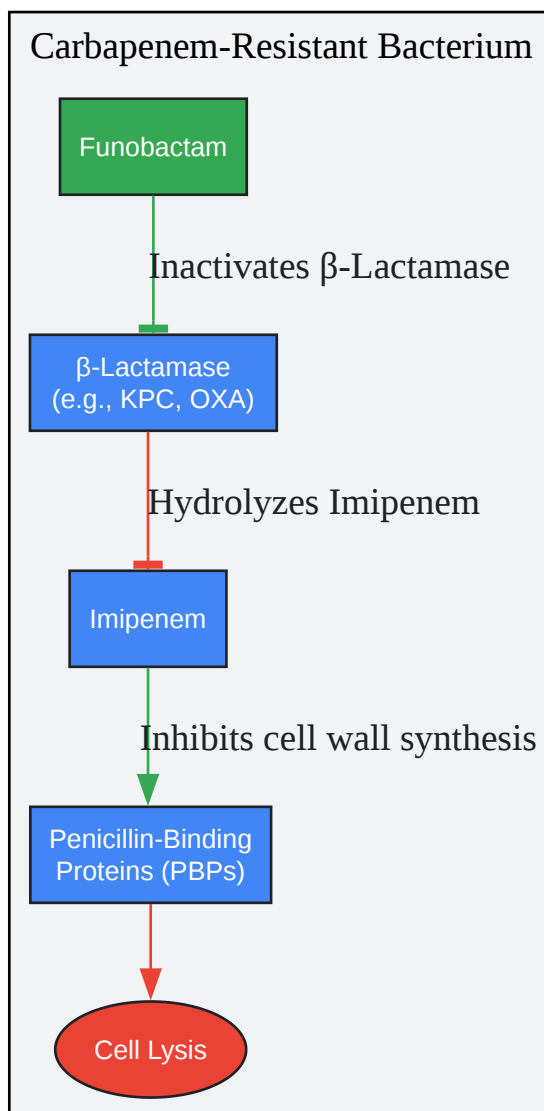 Carbapenem-Resistant Bacterium
Funobactam
Inactivates β-Lactamase
β-Lactamase
(e.g., KPC, OXA)
Hydrolyzes Imipenem
Imipenem
Inhibits cell wall synthesis
Penicillin-Binding
Proteins (PBPs)
Cell Lysis